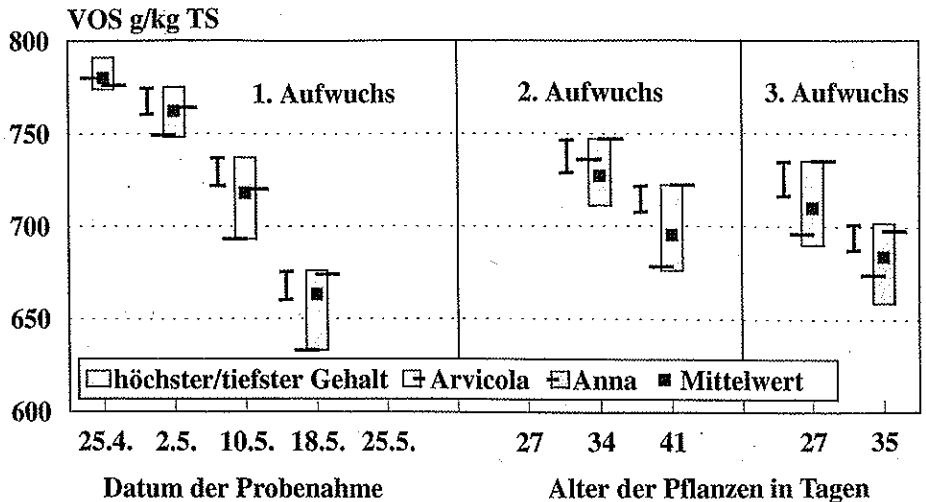 VOS g/kg TS
800
1. Aufwuchs 2. Aufwuchs 3. Aufwuchs
750
700
650
höchster/tiefster Gehalt Arvicola Anna Mittelwert
600
25.4. 2.5. 10.5. 18.5. 25.5. 27 34 41 27 35
Datum der Probenahme Alter der Pflanzen in Tagen